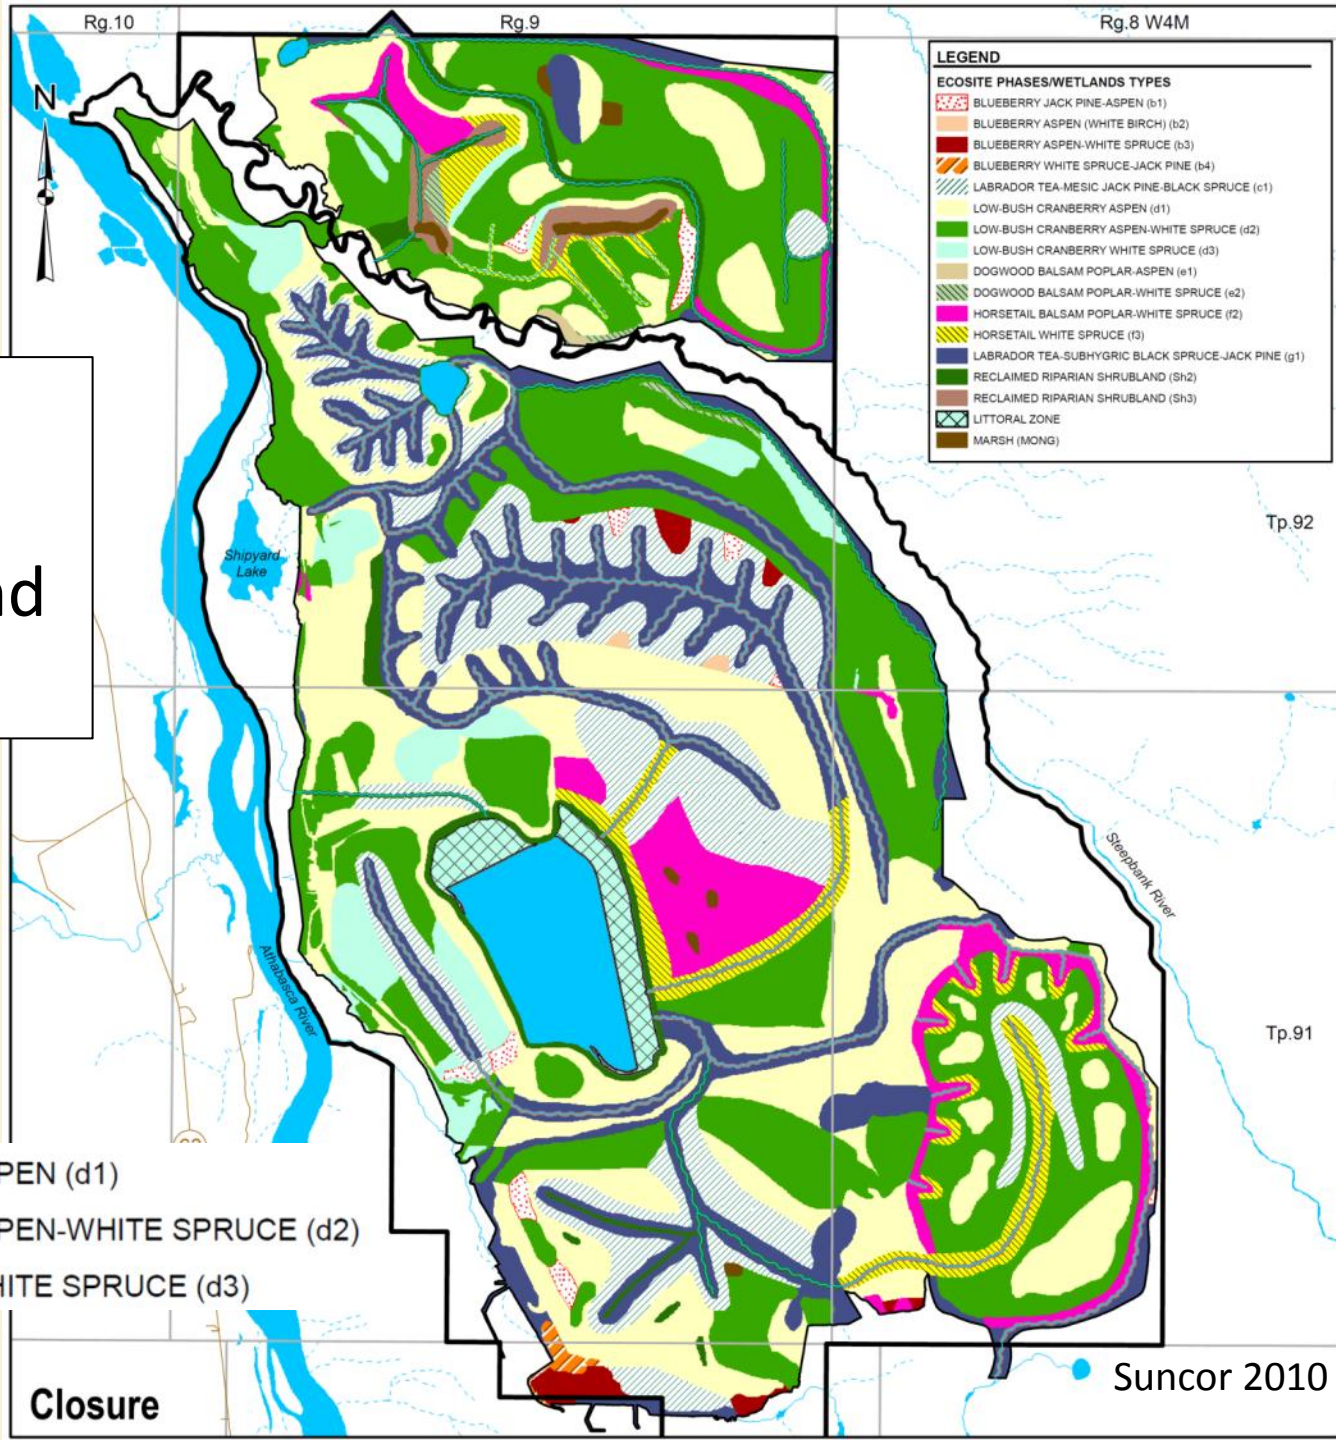 Rg.10
Rg.9
Rg.8 W4M
N
LEGEND
ECOSITE PHASES/WETLANDS TYPES
BLUEBERRY JACK PINE-ASPEN (b1)
BLUEBERRY ASPEN (WHITE BIRCH) (b2)
BLUEBERRY ASPEN-WHITE SPRUCE (b3)
BLUEBERRY WHITE SPRUCE-JACK PINE (b4)
LABRADOR TEA-MESIC JACK PINE-BLACK SPRUCE (c1)
LOW-BUSH CRANBERRY ASPEN (d1)
LOW-BUSH CRANBERRY ASPEN-WHITE SPRUCE (d2)
LOW-BUSH CRANBERRY WHITE SPRUCE (d3)
DOGWOOD BALSAM POPLAR-ASPEN (e1)
DOGWOOD BALSAM POPLAR-WHITE SPRUCE (e2)
HORSETAIL BALSAM POPLAR-WHITE SPRUCE (f2)
HORSETAIL WHITE SPRUCE (f3)
LABRADOR TEA-SUBHYGRIC BLACK SPRUCE-JACK PINE (g1)
RECLAIMED RIPARIAN SHRUBLAND (Sh2)
RECLAIMED RIPARIAN SHRUBLAND (Sh3)
LITTORAL ZONE
MARSH (MONG)
Tp.92
Shipyard
Lake
d
Steepbank River
Athabasca River
Tp.91
PEN (d1)
PEN-WHITE SPRUCE (d2)
HITE SPRUCE (d3)
Closure
Suncor 2010